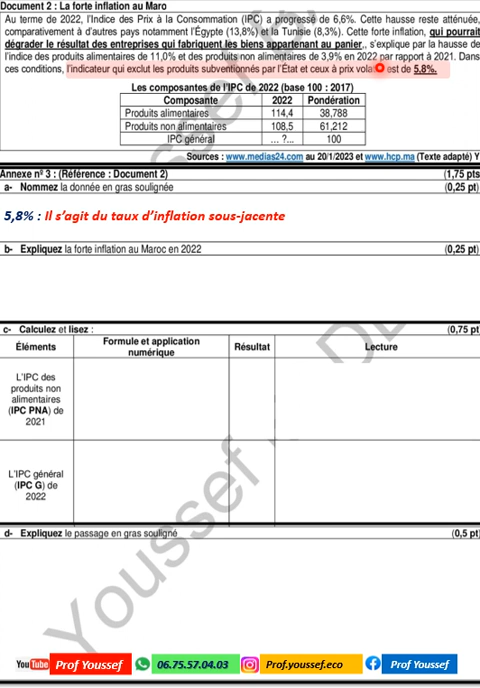 Document 2 : La forte inflation au Maro
Au terme de 2022, l'Indice des Prix à la Consommation (IPC) a progressé de 6,6%. Cette hausse reste atténuée,
comparativement à d'autres pays notamment l'Égypte (13,8%) et la Tunisie (8,3%). Cette forte inflation, qui pourrait
dégrader le résultat des entreprises qui fabriquent les biens appartenant au panier,, s'explique par la hausse de
l'indice des produits alimentaires de 11,0% et des produits non alimentaires de 3,9% en 2022 par rapport à 2021. Dans
ces conditions, l'indicateur qui exclut les produits subventionnés par l'État et ceux à prix vola est de 5,8%.
Les composantes de l'IPC de 2022 (base 100 : 2017)
Composante 2022 Pondération
Produits alimentaires 114,4 38,788
Produits non alimentaires 108,5 61,212
IPC général ... ?... 100
Sources : www.medias24.com au 20/1/2023 et www.hcp.ma (Texte adapté) Y
Annexe nº 3 : (Référence : Document 2) (1,75 pts
a- Nommez la donnée en gras soulignée (0,25 pt)
5,8% : Il s'agit du taux d'inflation sous-jacente
b- Expliquez la forte inflation au Maroc en 2022 (0,25 pt)
c- Calculez et lisez : (0,75 pt
Éléments Formule et application numérique Résultat Lecture
L'IPC des
produits non
alimentaires
(IPC PNA) de
2021
L'IPC général
(IPC G) de
2022
d- Expliquez le passage en gras souligné (0,5 pt)
Youssef
YouTube Prof Youssef 06.75.57.04.03 Prof.youssef.eco Prof Youssef